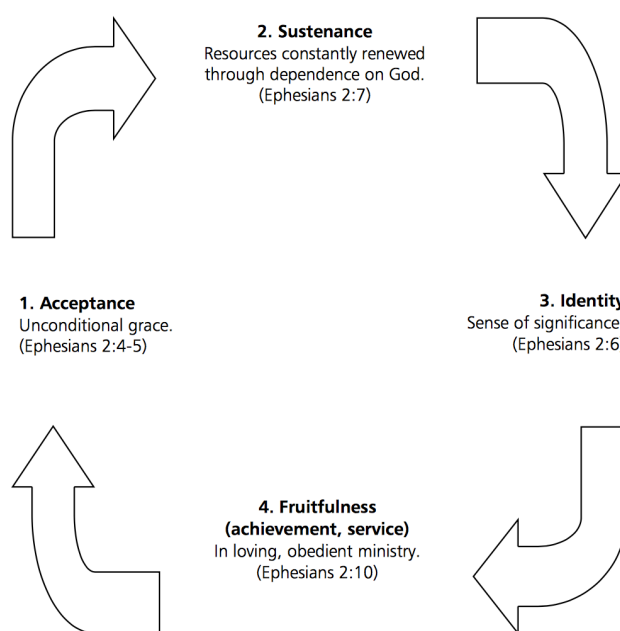 2. Sustenance
Resources constantly renewed
through dependence on God.
(Ephesians 2:7)
1. Acceptance
Unconditional grace.
(Ephesians 2:4-5)
3. Identity
Sense of significance
(Ephesians 2:6
4. Fruitfulness
(achievement, service)
In loving, obedient ministry.
(Ephesians 2:10)